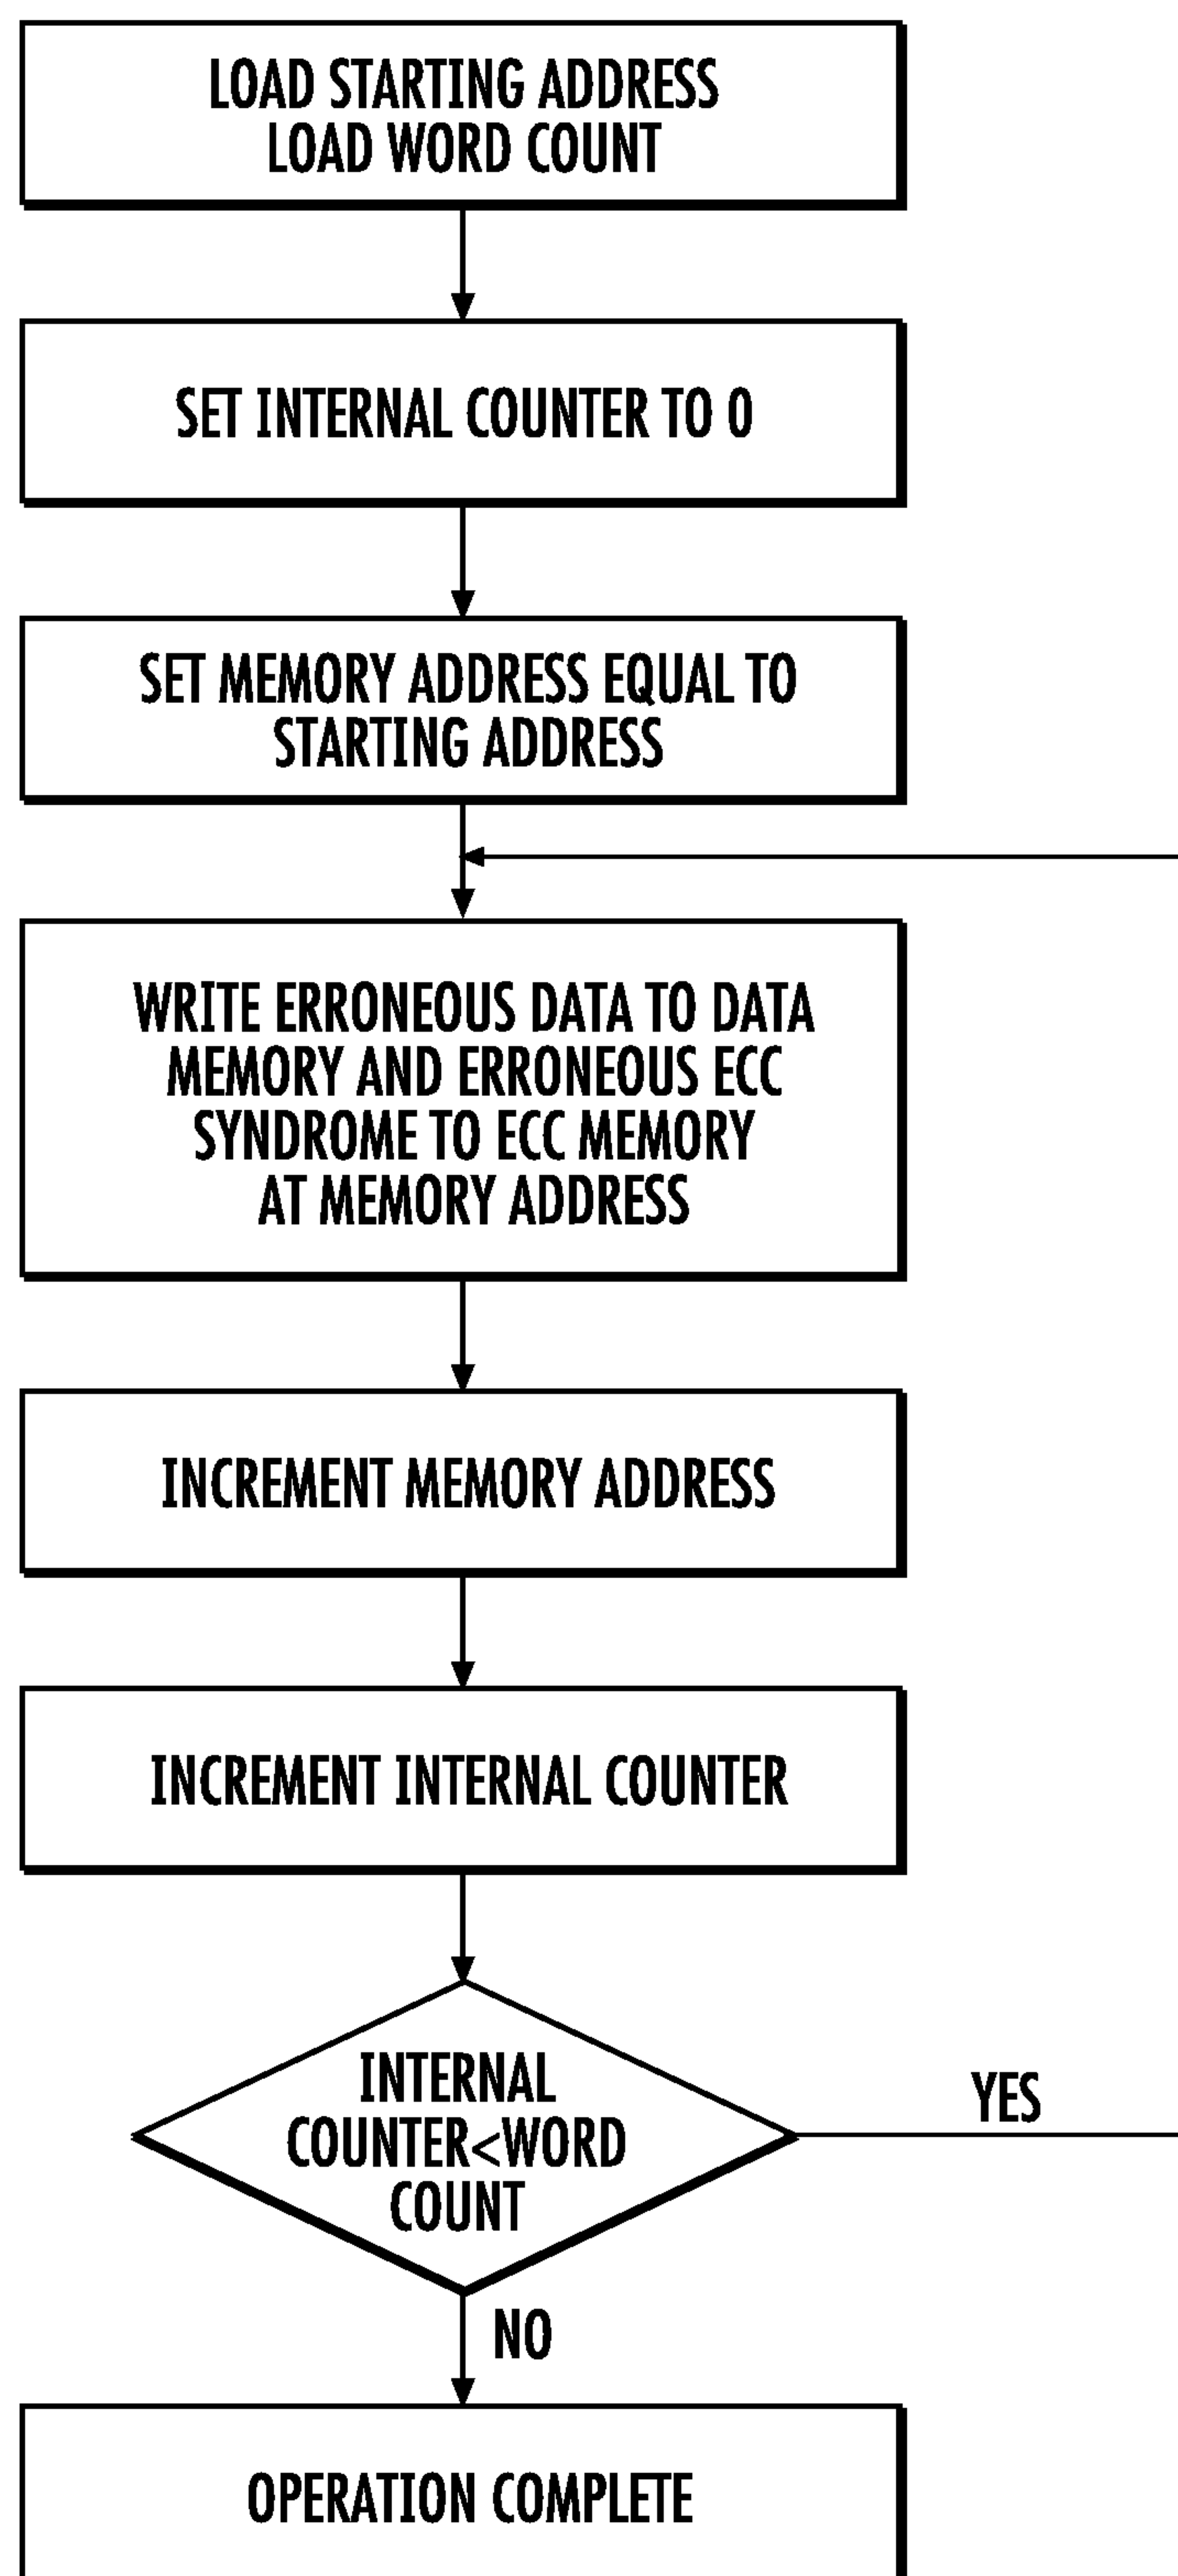 LOAD STARTING ADDRESS
LOAD WORD COUNT
SET INTERNAL COUNTER TO 0
SET MEMORY ADDRESS EQUAL TO
STARTING ADDRESS
WRITE ERRONEOUS DATA TO DATA
MEMORY AND ERRONEOUS ECC
SYNDROME TO ECC MEMORY
AT MEMORY ADDRESS
INCREMENT MEMORY ADDRESS
INCREMENT INTERNAL COUNTER
INTERNAL
COUNTER<WORD
COUNT
YES
NO
OPERATION COMPLETE